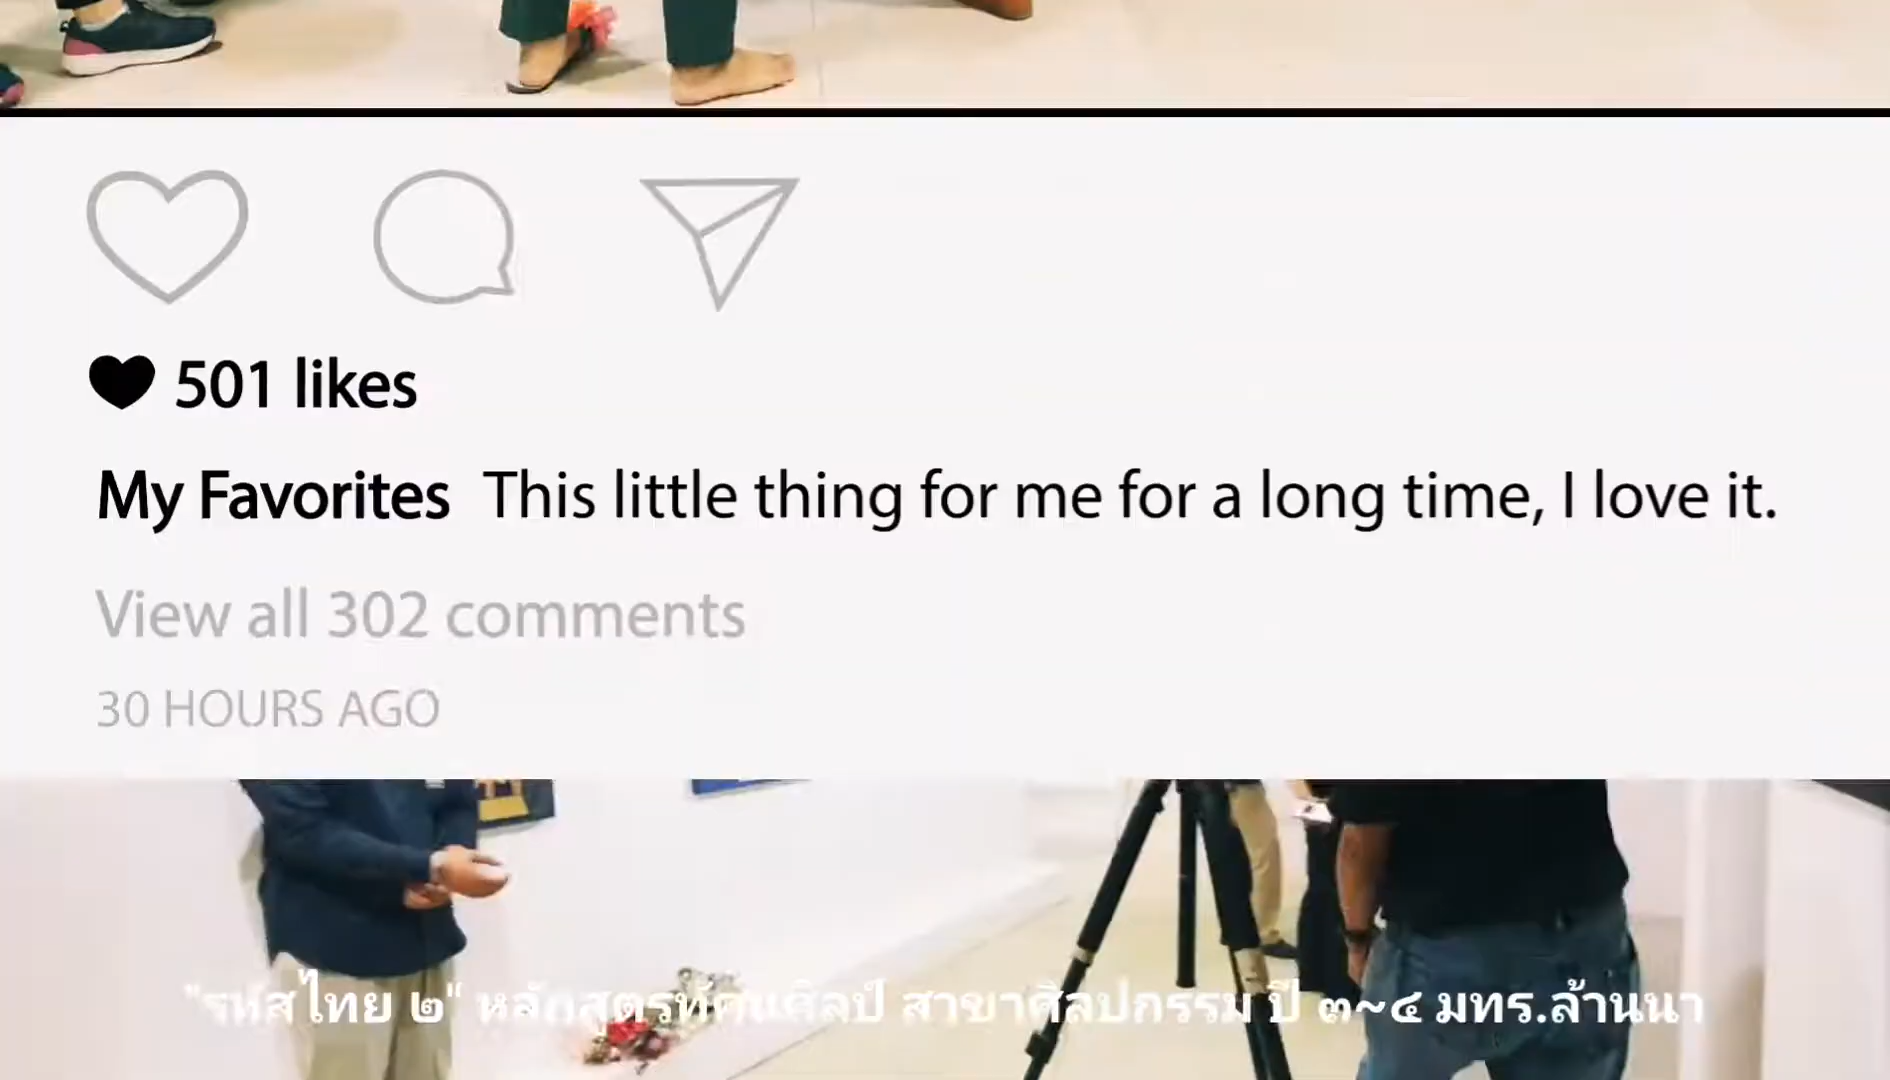 501 likes
My Favorites This little thing for me for a long time, I love it.
View all 302 comments
30 HOURS AGO
"รหัสไทย ๒" หลักสูตรทัศนศิลป์ สาขาศิลปกรรม ปี ๓~๔ มทร.ล้านนา